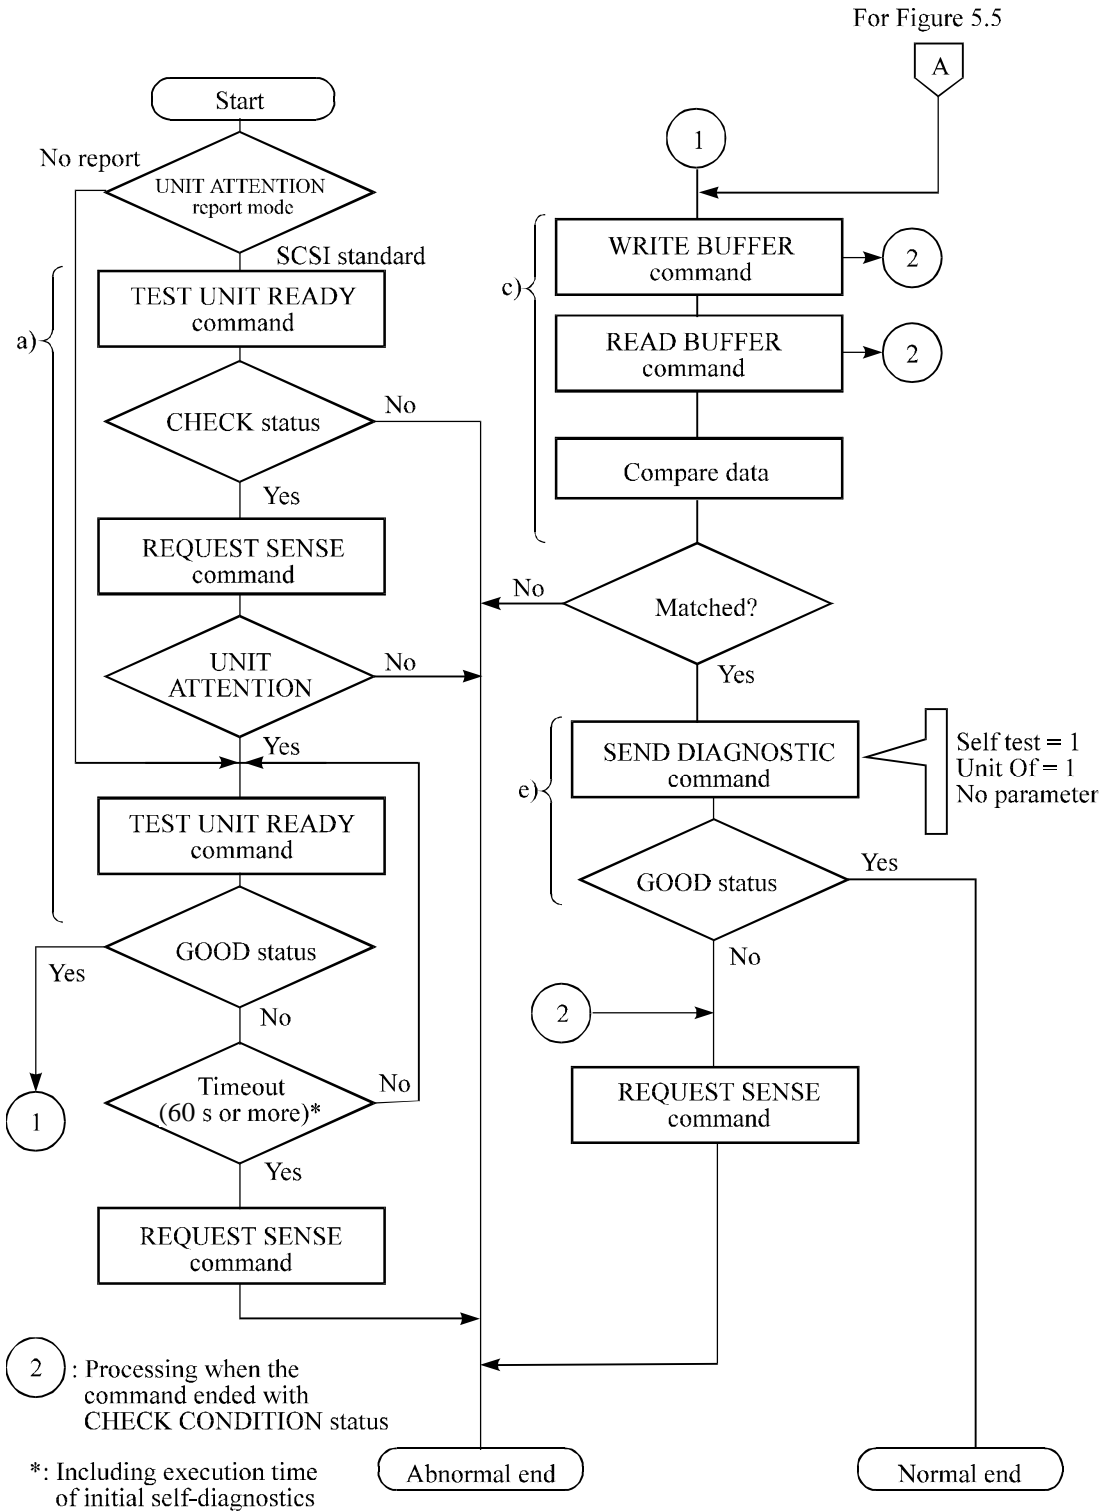 For Figure 5.5
A
Start
No report
UNIT ATTENTION
report mode
SCSI standard
a)
TEST UNIT READY
command
CHECK status
No
Yes
REQUEST SENSE
command
UNIT
ATTENTION
No
Yes
TEST UNIT READY
command
GOOD status
Yes
No
1
Timeout
(60 s or more)*
No
Yes
REQUEST SENSE
command
2
: Processing when the
command ended with
CHECK CONDITION status
*: Including execution time
of initial self-diagnostics
1
c)
WRITE BUFFER
command
2
READ BUFFER
command
2
Compare data
Matched?
No
Yes
e)
SEND DIAGNOSTIC
command
Self test = 1
Unit Of = 1
No parameter
GOOD status
Yes
No
2
REQUEST SENSE
command
Abnormal end
Normal end